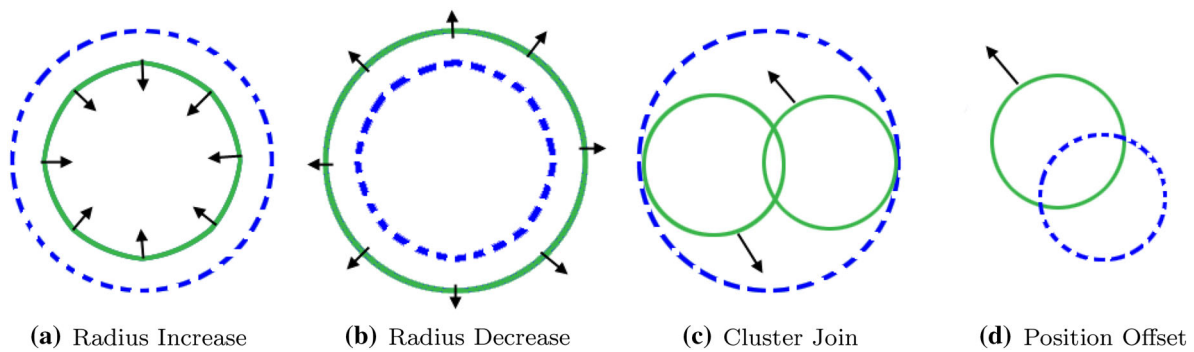 (a) Radius Increase
(b) Radius Decrease
(c) Cluster Join
(d) Position Offset